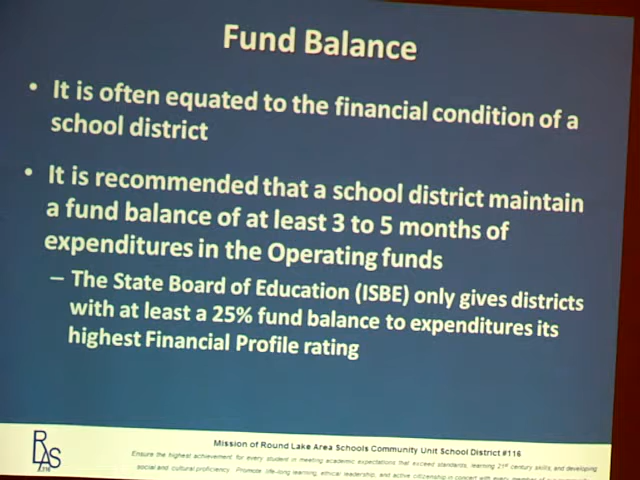 Fund Balance
• It is often equated to the financial condition of a
school district
• It is recommended that a school district maintain
a fund balance of at least 3 to 5 months of
expenditures in the Operating funds
– The State Board of Education (ISBE) only gives districts
with at least a 25% fund balance to expenditures its
highest Financial Profile rating
RLAS
116
Mission of Round Lake Area Schools Community Unit School District #116
Ensure the highest achievement for every student in meeting academic expectations that exceed standards, learning 21st century skills, and developing
social and cultural proficiency. Promote life-long learning, ethical leadership, and active citizenship in concert with every member of